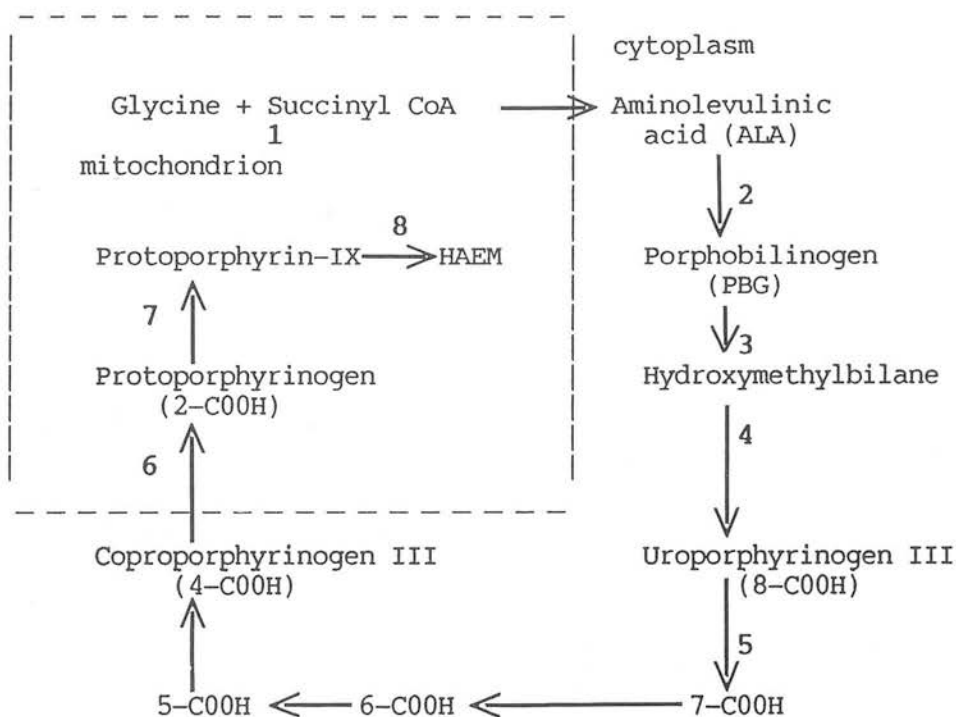 cytoplasm
Glycine + Succinyl CoA
1
Aminolevulinic
acid (ALA)
mitochondrion
2
8
Protoporphyrin-IX
HAEM
Porphobilinogen
(PBG)
7
3
Protoporphyrinogen
(2-COOH)
Hydroxymethylbilane
6
4
Coproporphyrinogen III
(4-COOH)
Uroporphyrinogen III
(8-COOH)
5
5-COOH
6-COOH
7-COOH